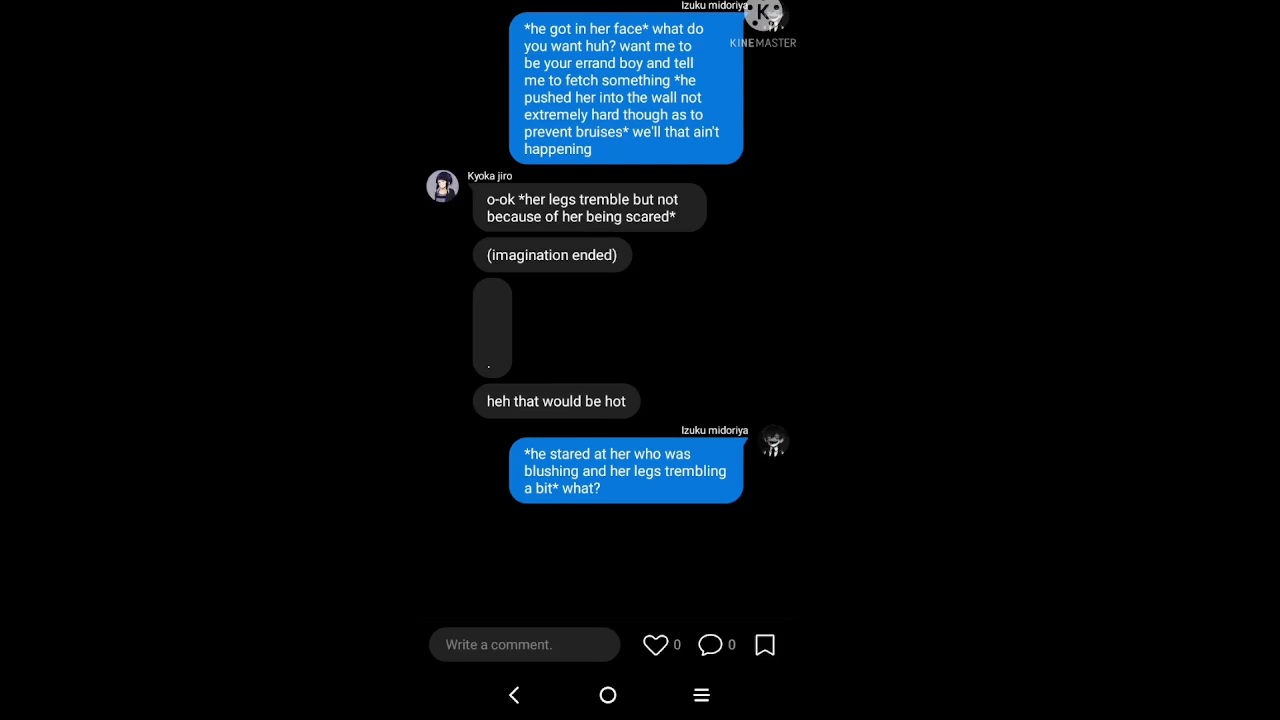 Izuku midoriya
K
KINEMASTER
*he got in her face* what do
you want huh? want me to
be your errand boy and tell
me to fetch something *he
pushed her into the wall not
extremely hard though as to
prevent bruises* we'll that ain't
happening
Kyoka jiro
o-ok *her legs tremble but not
because of her being scared*
(imagination ended)
.
heh that would be hot
Izuku midoriya
*he stared at her who was
blushing and her legs trembling
a bit* what?
Write a comment.
0
0